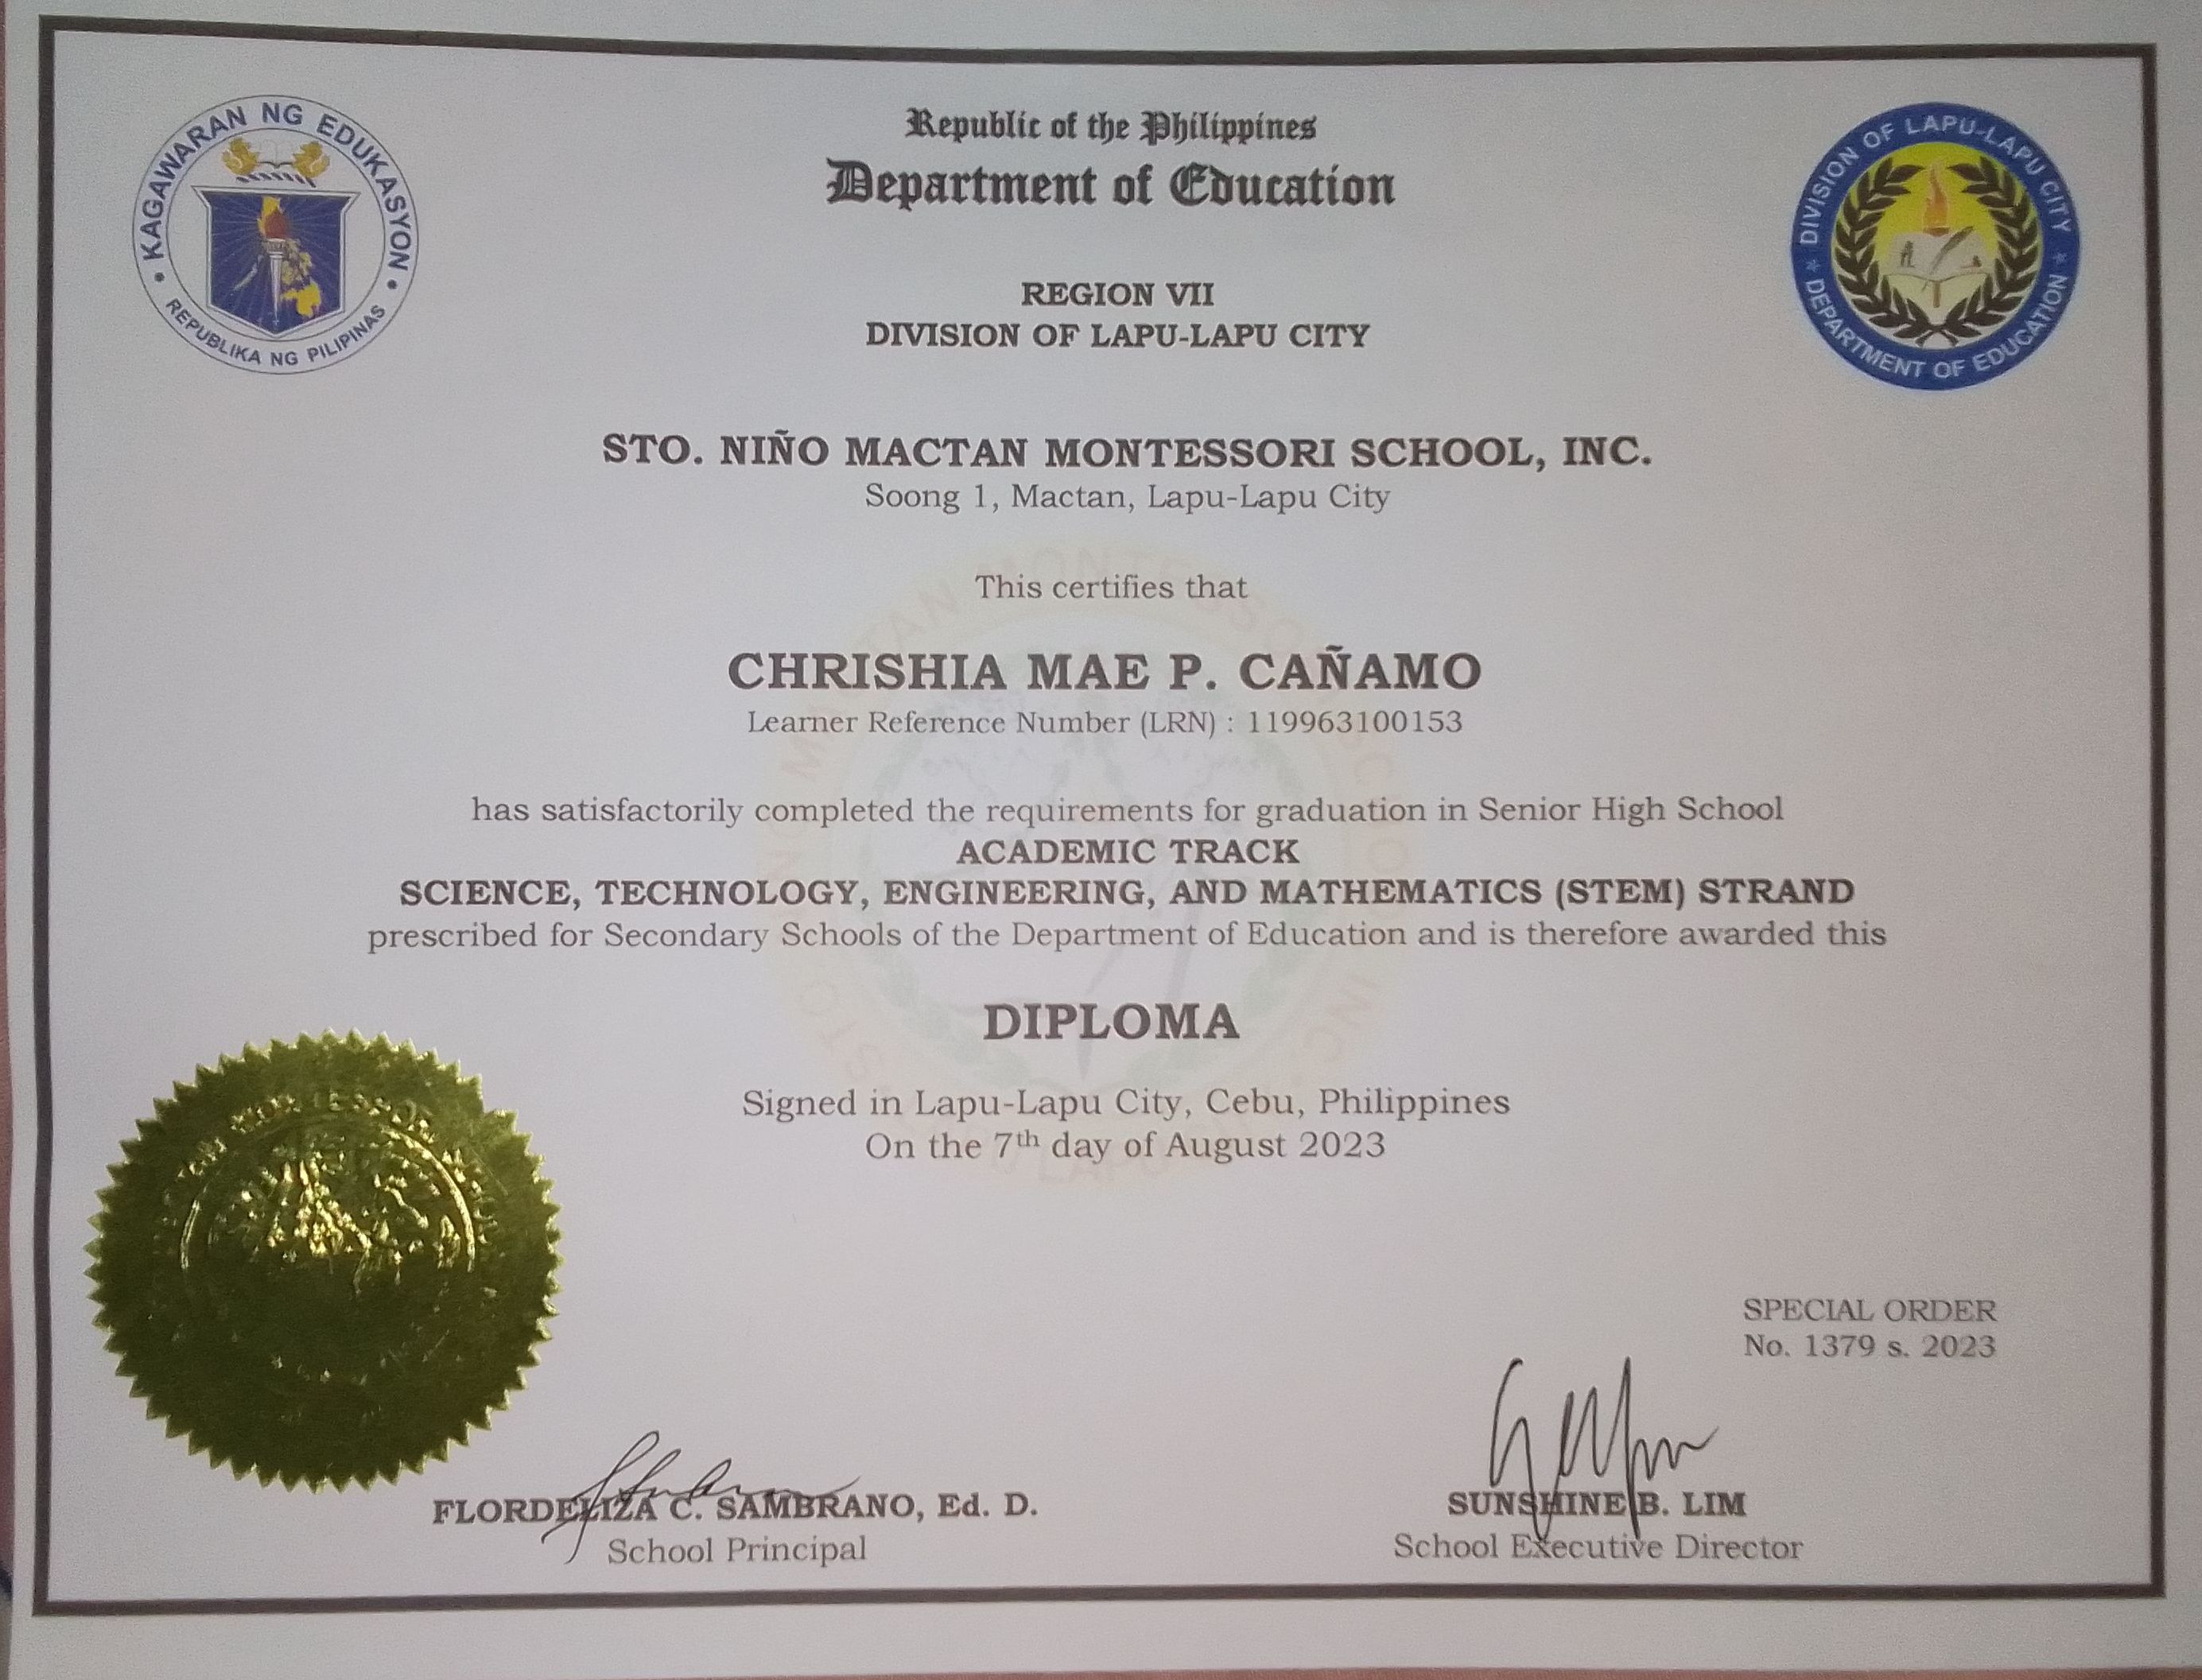 KAGAWARAN NG EDUKASYON
REPUBLIKA NG PILIPINAS
Republic of the Philippines
Department of Education
DIVISION OF LAPU-LAPU CITY
DEPARTMENT OF EDUCATION
REGION VII
DIVISION OF LAPU-LAPU CITY
STO. NIÑO MACTAN MONTESSORI SCHOOL, INC.
Soong 1, Mactan, Lapu-Lapu City
This certifies that
CHRISHIA MAE P. CAÑAMO
Learner Reference Number (LRN) : 119963100153
has satisfactorily completed the requirements for graduation in Senior High School
ACADEMIC TRACK
SCIENCE, TECHNOLOGY, ENGINEERING, AND MATHEMATICS (STEM) STRAND
prescribed for Secondary Schools of the Department of Education and is therefore awarded this
DIPLOMA
Signed in Lapu-Lapu City, Cebu, Philippines
On the 7th day of August 2023
SPECIAL ORDER
No. 1379 s. 2023
FLORDELIZA C. SAMBRANO, Ed. D.
School Principal
SUNSHINE B. LIM
School Executive Director